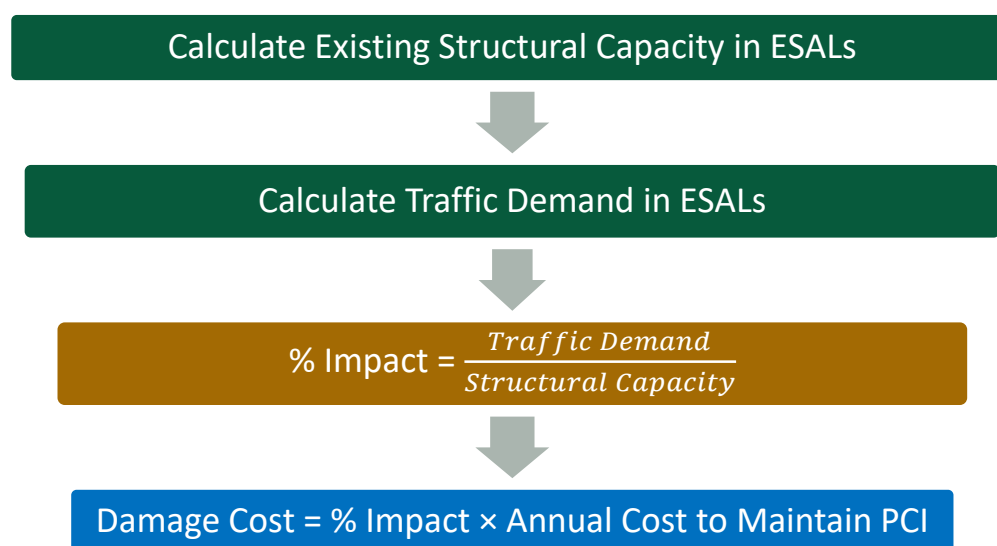 Calculate Existing Structural Capacity in ESALs
Calculate Traffic Demand in ESALs
% Impact = Traffic Demand / Structural Capacity
Damage Cost = % Impact × Annual Cost to Maintain PCI